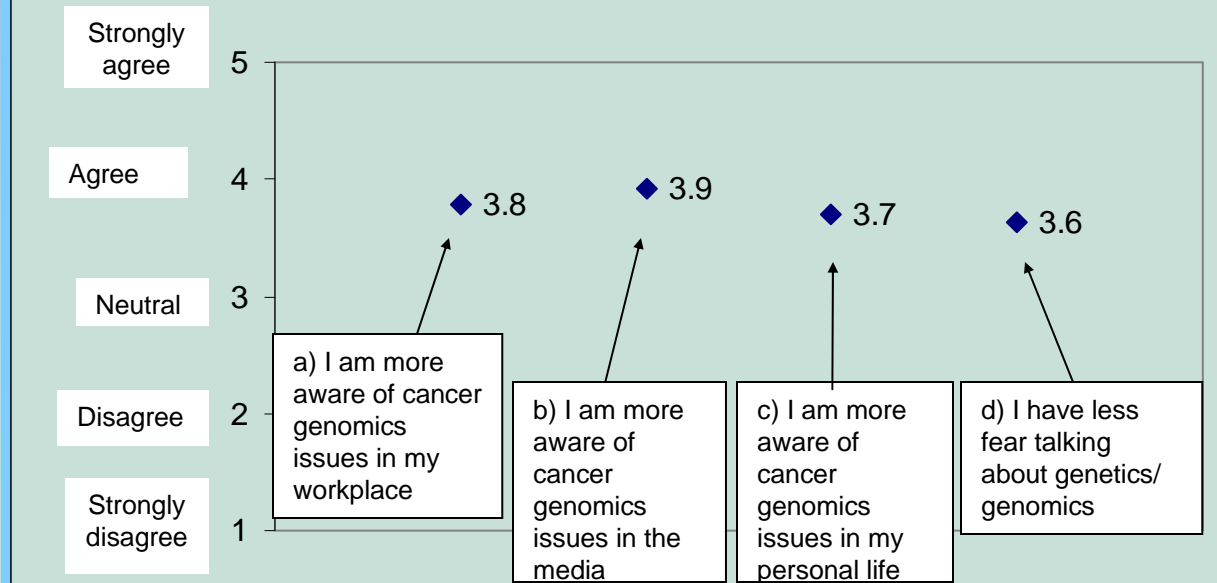 Strongly
agree
5
Agree
4
3.8
3.9
3.7
3.6
Neutral
3
Disagree
2
Strongly
disagree
1
a) I am more
aware of cancer
genomics
issues in my
workplace
b) I am more
aware of
cancer
genomics
issues in the
media
c) I am more
aware of
cancer
genomics
issues in my
personal life
d) I have less
fear talking
about genetics/
genomics